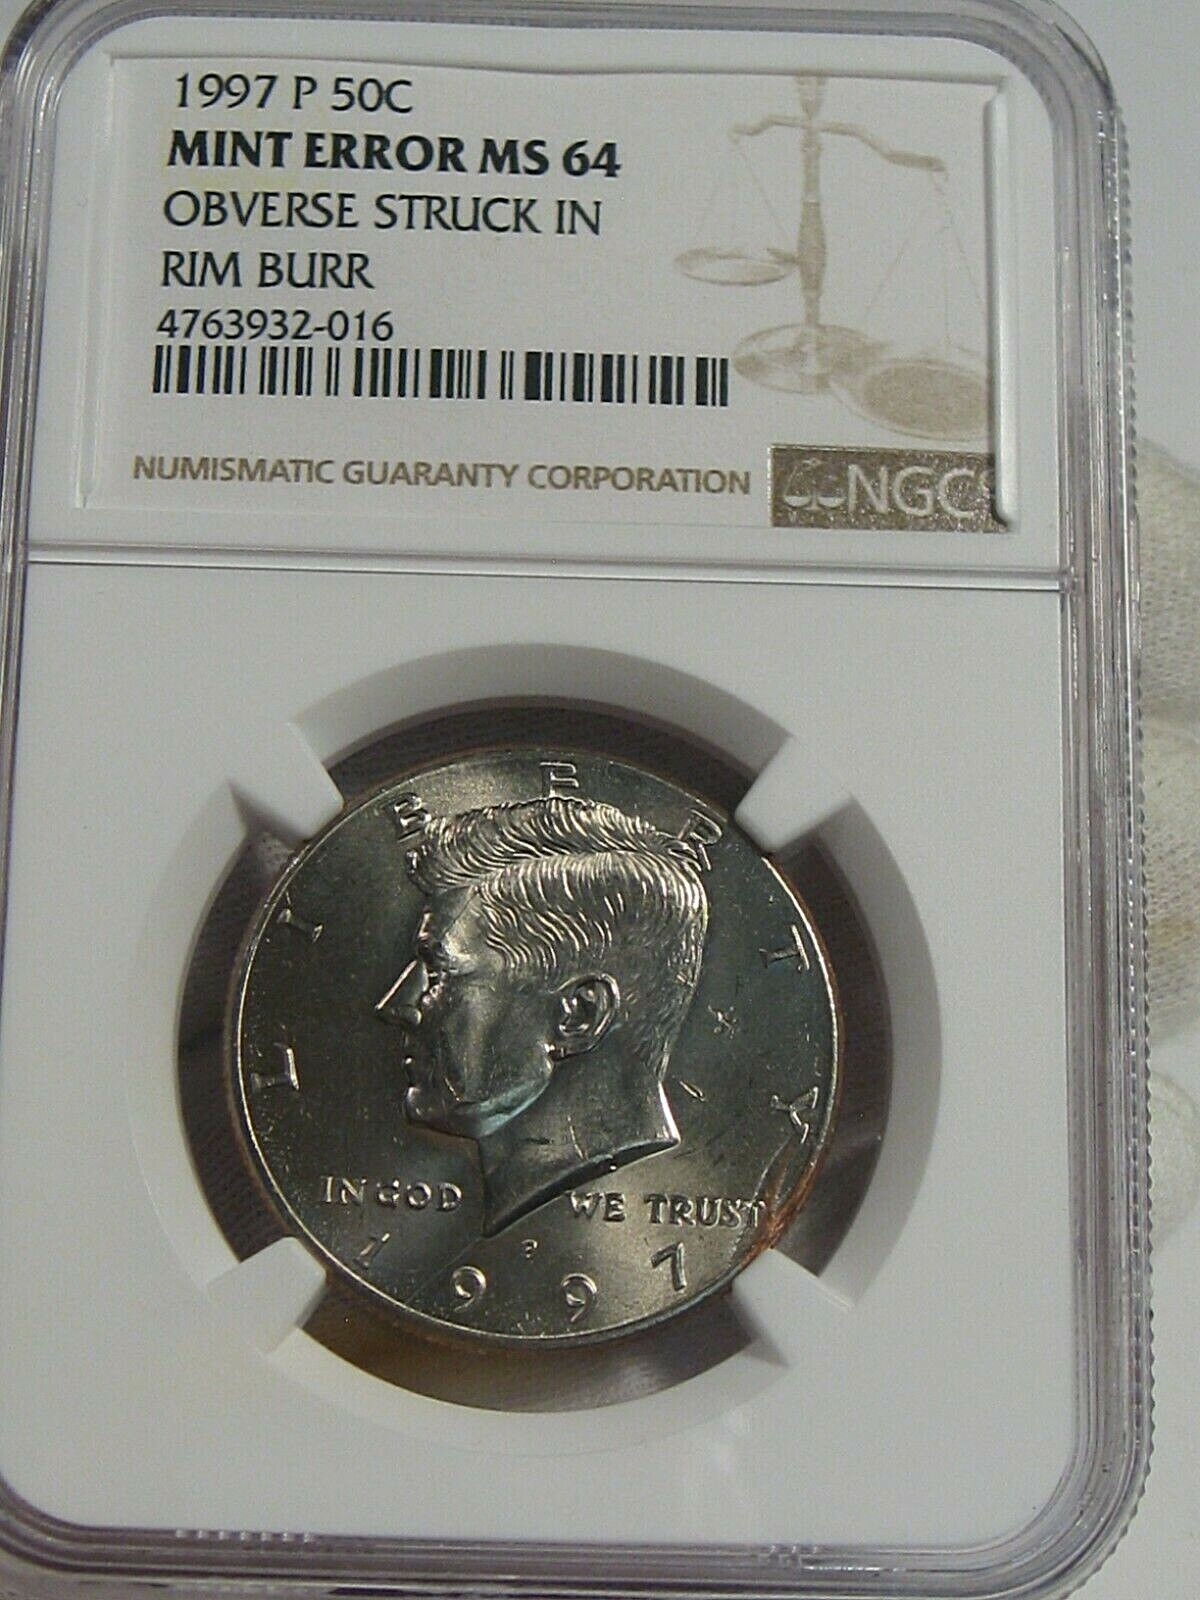 1997 P 50C
MINT ERROR MS 64
OBVERSE STRUCK IN
RIM BURR
4763932-016
NUMISMATIC GUARANTY CORPORATION
NGC
LIBERTY
IN GOD WE TRUST
P
1997